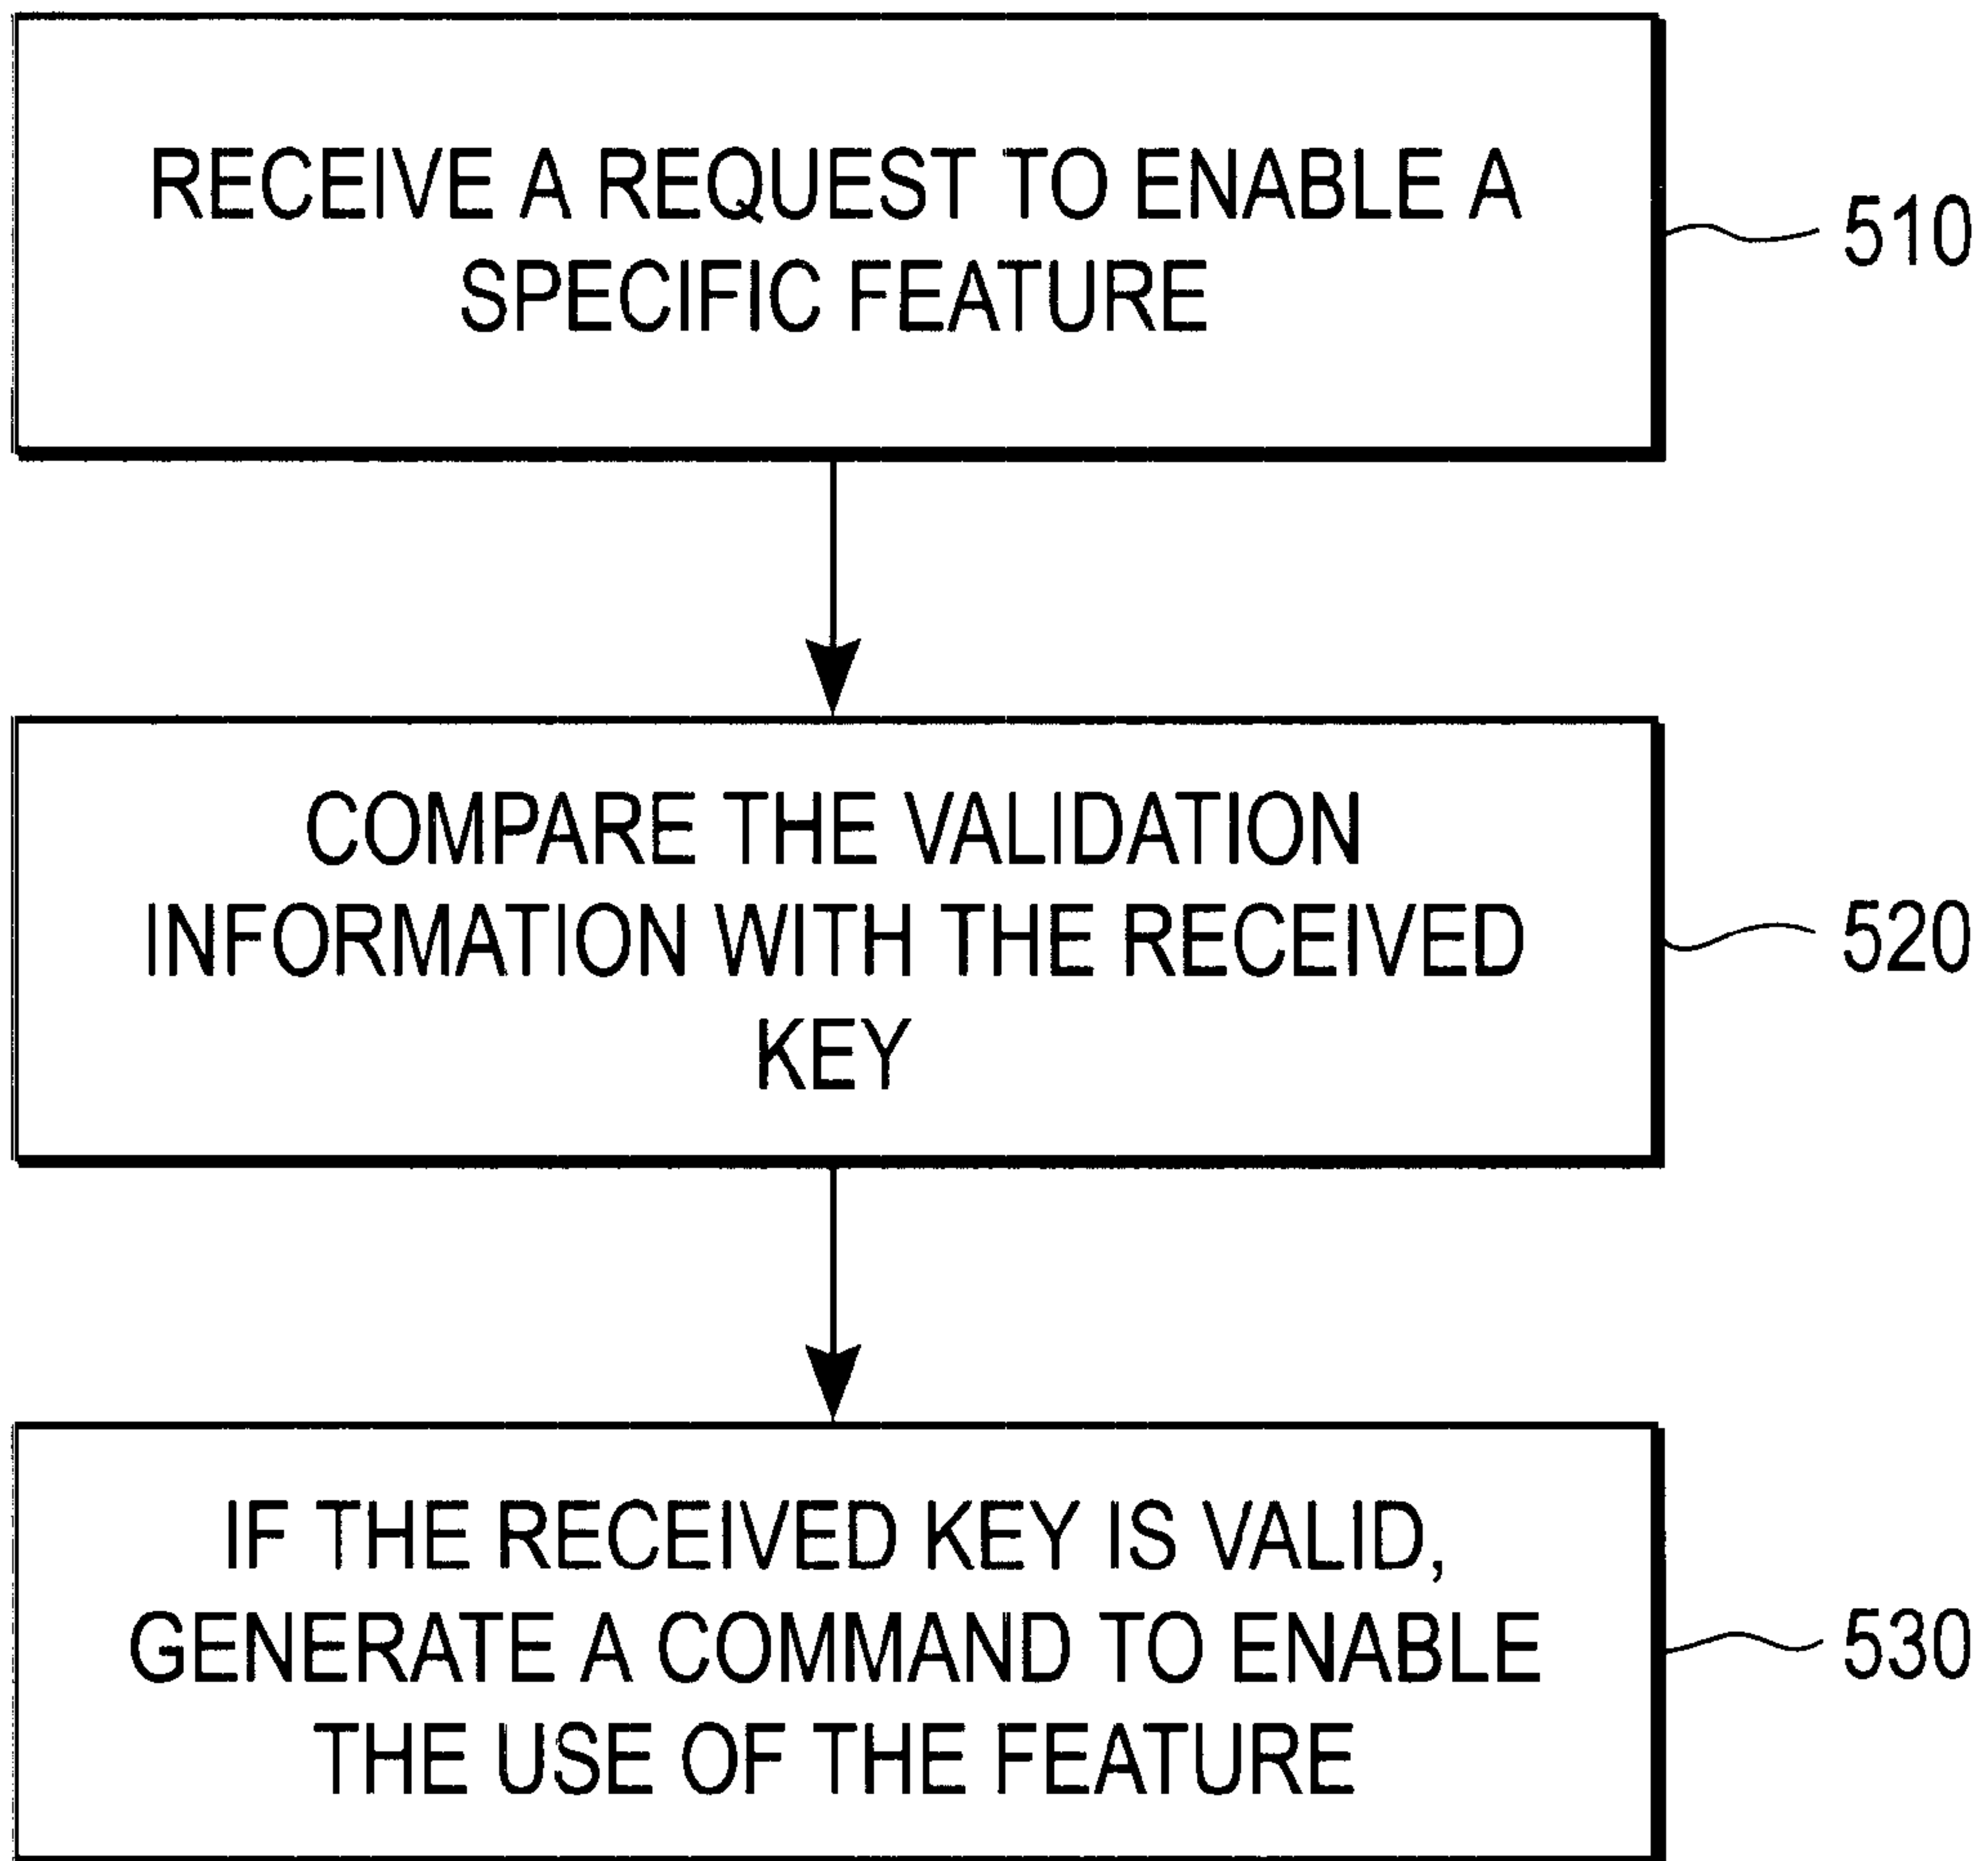 RECEIVE A REQUEST TO ENABLE A
SPECIFIC FEATURE
510
COMPARE THE VALIDATION
INFORMATION WITH THE RECEIVED
KEY
520
IF THE RECEIVED KEY IS VALID,
GENERATE A COMMAND TO ENABLE
THE USE OF THE FEATURE
530